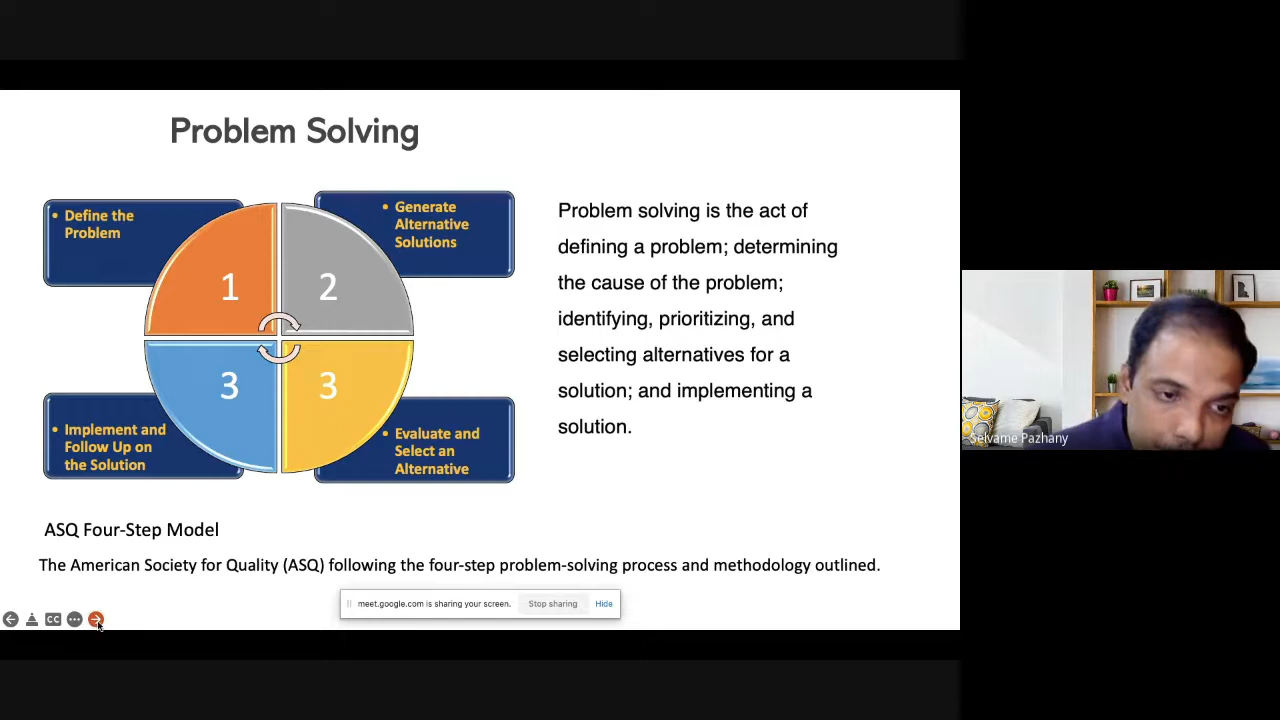 Problem Solving
• Define the
Problem
• Generate
Alternative
Solutions
1
2
3
3
• Implement and
Follow Up on
the Solution
• Evaluate and
Select an
Alternative
Problem solving is the act of
defining a problem; determining
the cause of the problem;
identifying, prioritizing, and
selecting alternatives for a
solution; and implementing a
solution.
ASQ Four-Step Model
The American Society for Quality (ASQ) following the four-step problem-solving process and methodology outlined.
meet.google.com is sharing your screen.
Stop sharing
Hide
CC
Selvame Pazhany